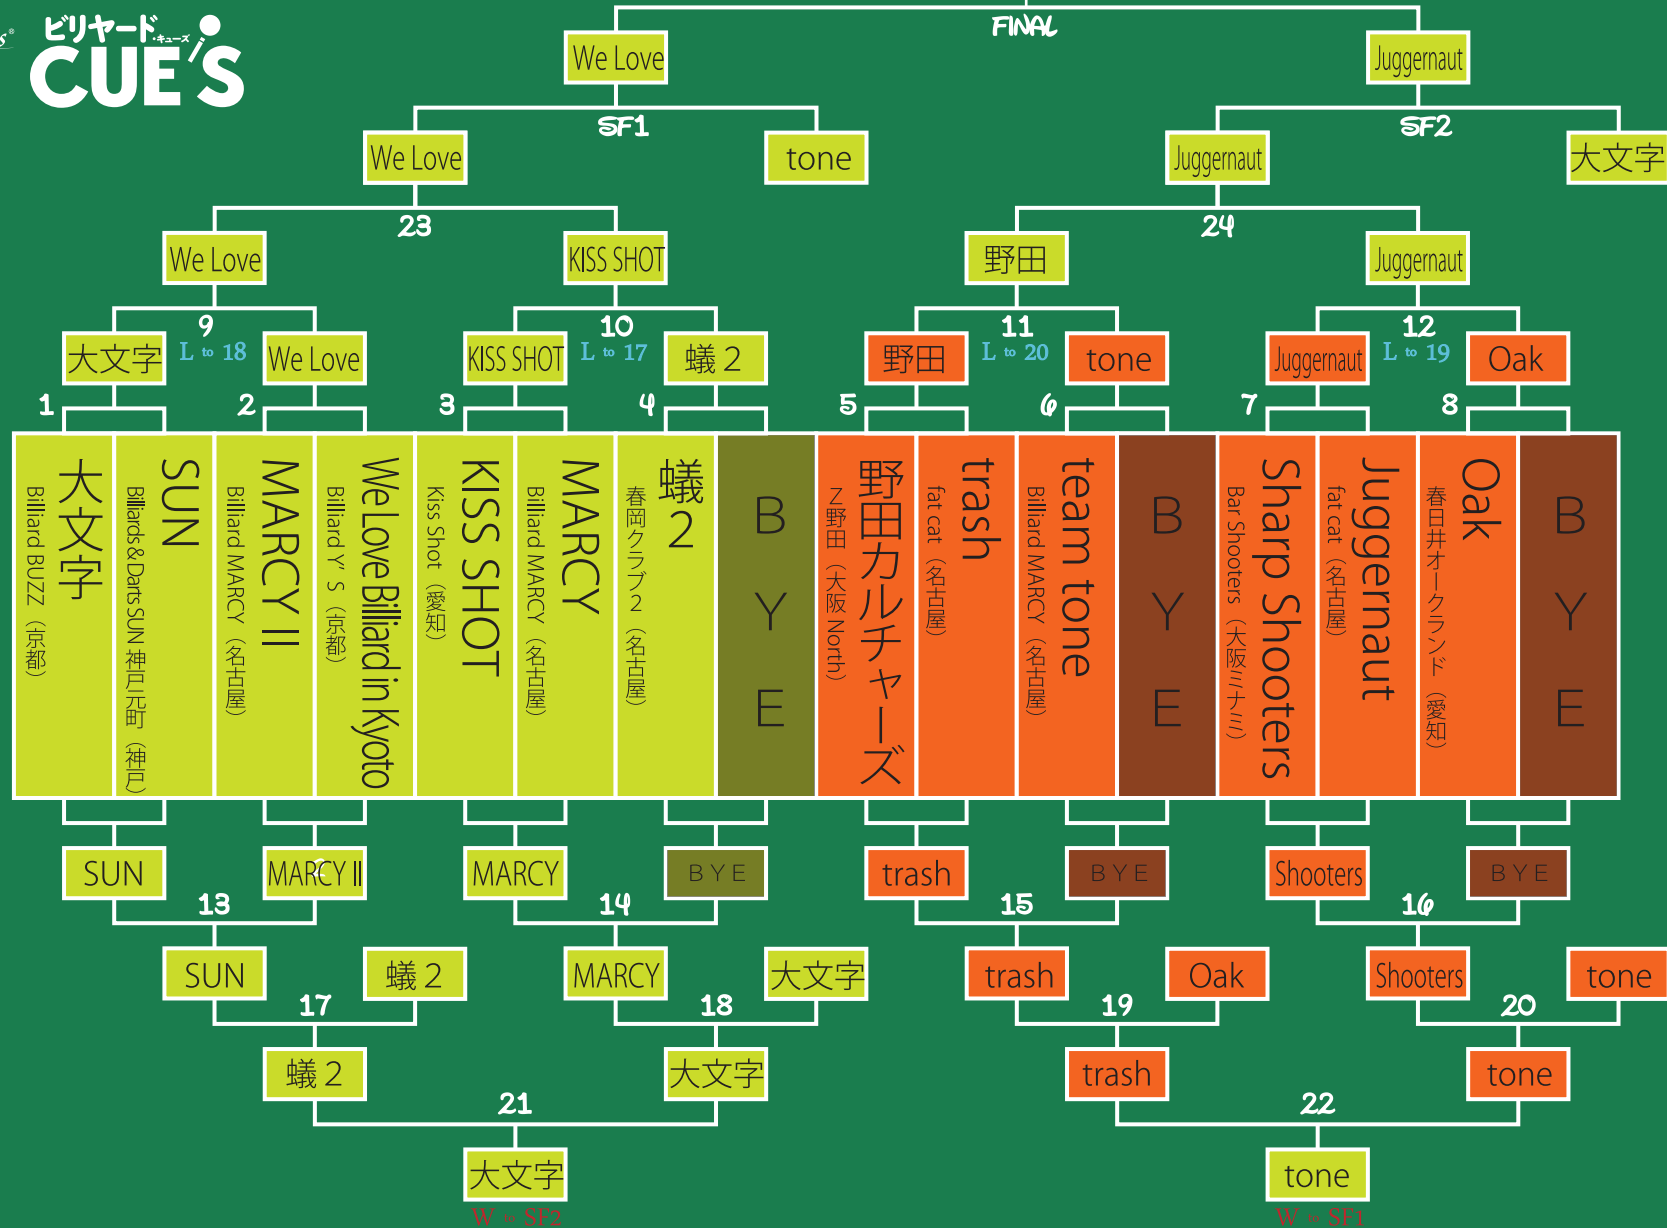 ビリヤード・キューズ
CUE'S
FINAL
We Love
Juggernaut
SF1
SF2
We Love
tone
Juggernaut
大文字
23
24
We Love
KISS SHOT
野田
Juggernaut
9
10
11
12
L to 18
L to 17
L to 20
L to 19
大文字
We Love
KISS SHOT
蟻2
野田
tone
Juggernaut
Oak
1
2
3
4
5
6
7
8
大文字
Billiard BUZZ（京都）
SUN
Billiards&Darts SUN 神戸元町（神戸）
MARCY II
Billiard MARCY（名古屋）
We Love Billiard in Kyoto
Billiard Y'S（京都）
KISS SHOT
Kiss Shot（愛知）
MARCY
Billiard MARCY（名古屋）
蟻2
春岡クラブ2（名古屋）
BYE
野田カルチャーズ
Z野田（大阪 North）
trash
fat cat（名古屋）
team tone
Billiard MARCY（名古屋）
BYE
Sharp Shooters
Bar Shooters（大阪ミナミ）
Juggernaut
fat cat（名古屋）
Oak
春日井オークランド（愛知）
BYE
SUN
MARCY II
MARCY
BYE
trash
BYE
Shooters
BYE
13
14
15
16
SUN
蟻2
MARCY
大文字
trash
Oak
Shooters
tone
17
18
19
20
蟻2
大文字
trash
tone
21
22
大文字
tone
W to SF2
W to SF1